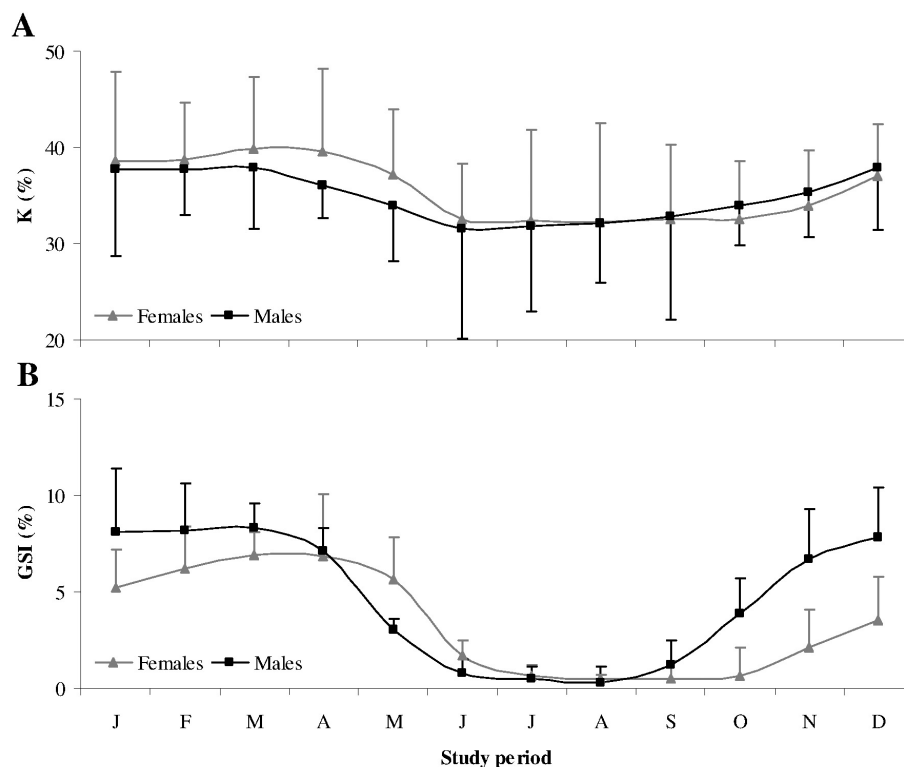 A
50
40
K (%)
30
Females Males
20
B
15
10
GSI (%)
5
Females Males
0
J F M A M J J A S O N D
Study period